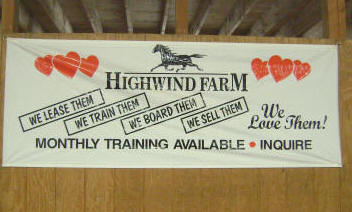 HIGHWIND FARM
WE LEASE THEM
WE TRAIN THEM
WE BOARD THEM
WE SELL THEM
We
Love Them!
MONTHLY TRAINING AVAILABLE • INQUIRE